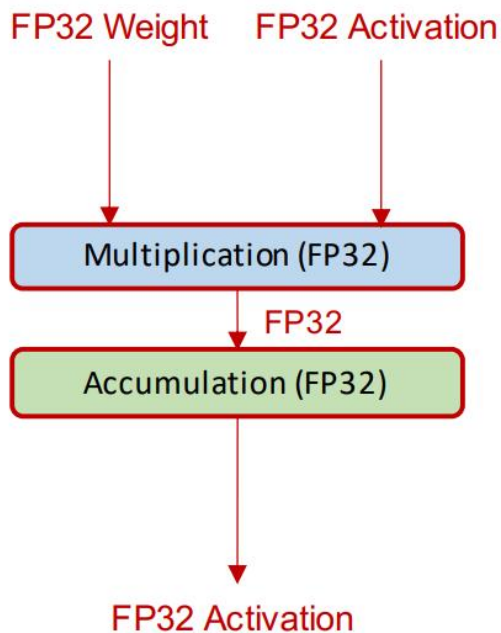 FP32 Weight FP32 Activation
Multiplication (FP32)
FP32
Accumulation (FP32)
FP32 Activation